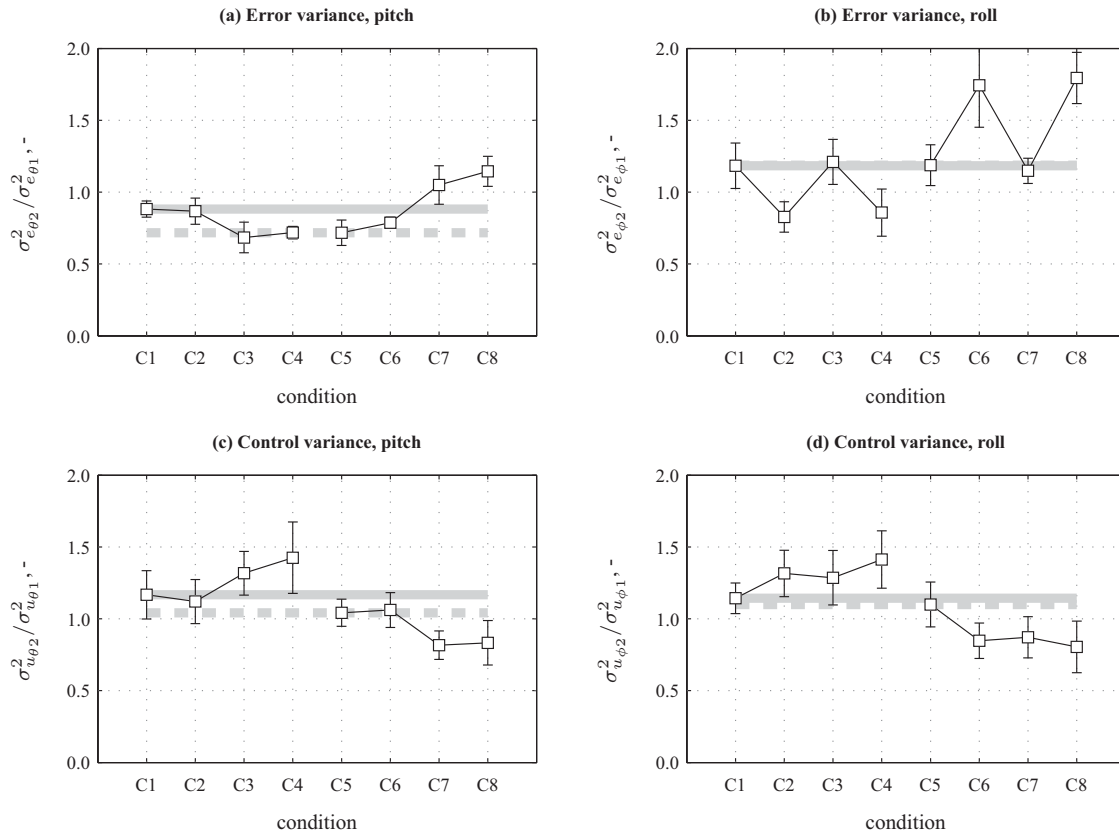 (a) Error variance, pitch
σ²eθ2/σ²eθ1, -
2.0
1.5
1.0
0.5
0.0
C1 C2 C3 C4 C5 C6 C7 C8
condition
(b) Error variance, roll
σ²eϕ2/σ²eϕ1, -
2.0
1.5
1.0
0.5
0.0
C1 C2 C3 C4 C5 C6 C7 C8
condition
(c) Control variance, pitch
σ²uθ2/σ²uθ1, -
2.0
1.5
1.0
0.5
0.0
C1 C2 C3 C4 C5 C6 C7 C8
condition
(d) Control variance, roll
σ²uϕ2/σ²uϕ1, -
2.0
1.5
1.0
0.5
0.0
C1 C2 C3 C4 C5 C6 C7 C8
condition